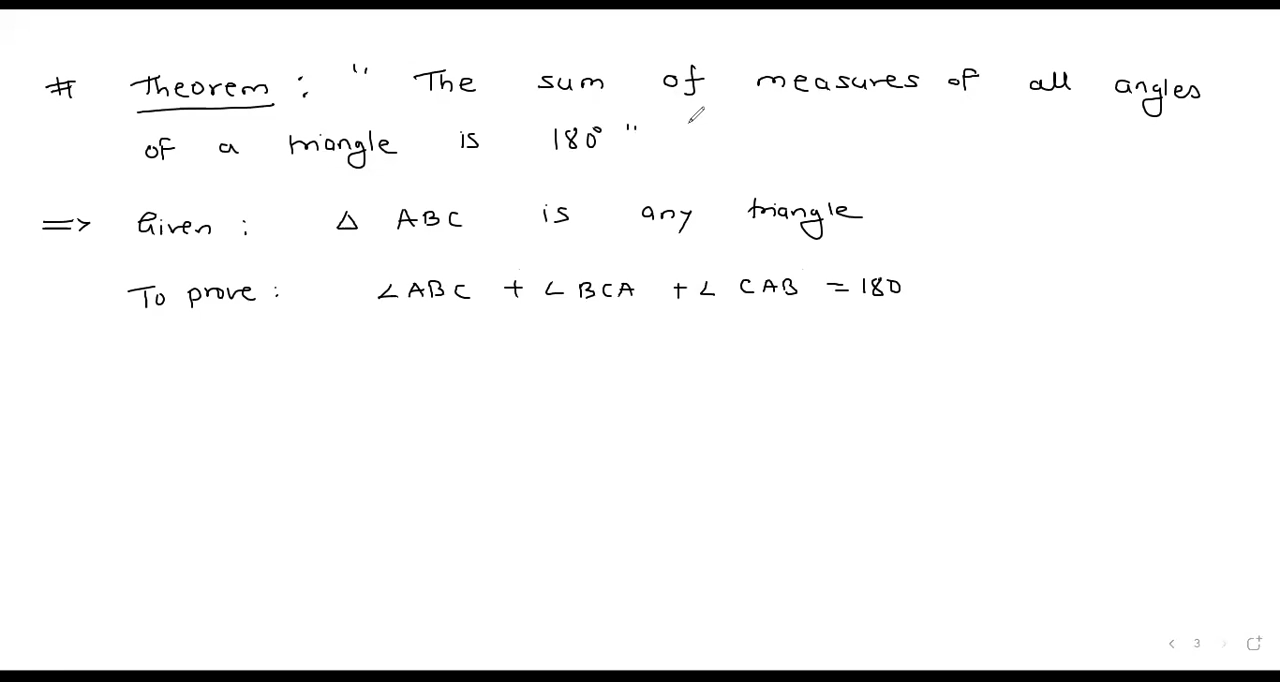 # Theorem : " The sum of measures of all angles
of a triangle is 180° "
=> Given : Δ ABC is any triangle
To prove : ∠ABC + ∠BCA + ∠CAB = 180
< 3 >